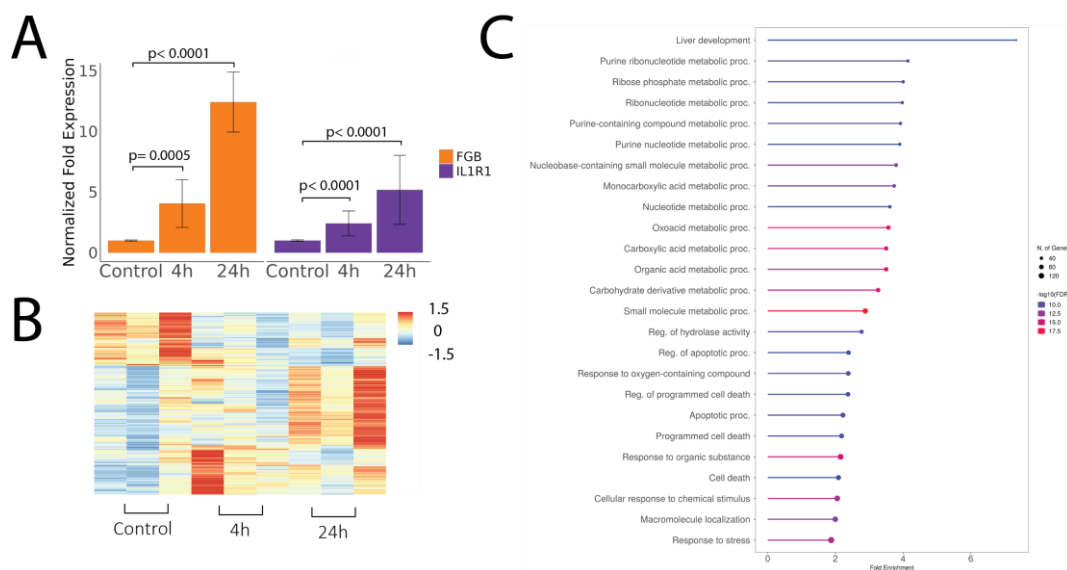 A
p< 0.0001
15
10
5
0
Normalized Fold Expression
p= 0.0005
p< 0.0001
p< 0.0001
FGB
IL1R1
Control 4h 24h
Control 4h 24h
B
1.5
0
-1.5
Control
4h
24h
C
Liver development
Purine ribonucleotide metabolic proc.
Ribose phosphate metabolic proc.
Ribonucleotide metabolic proc.
Purine-containing compound metabolic proc.
Purine nucleotide metabolic proc.
Nucleobase-containing small molecule metabolic proc.
Monocarboxylic acid metabolic proc.
Nucleotide metabolic proc.
Oxoacid metabolic proc.
Carboxylic acid metabolic proc.
Organic acid metabolic proc.
Carbohydrate derivative metabolic proc.
Small molecule metabolic proc.
Reg. of hydrolase activity
Reg. of apoptotic proc.
Response to oxygen-containing compound
Reg. of programmed cell death
Apoptotic proc.
Programmed cell death
Response to organic substance
Cell death
Cellular response to chemical stimulus
Macromolecule localization
Response to stress
0 2 4 6
Fold Enrichment
N. of Gene
40
80
120
-log10(FDR
10.0
12.5
15.0
17.5